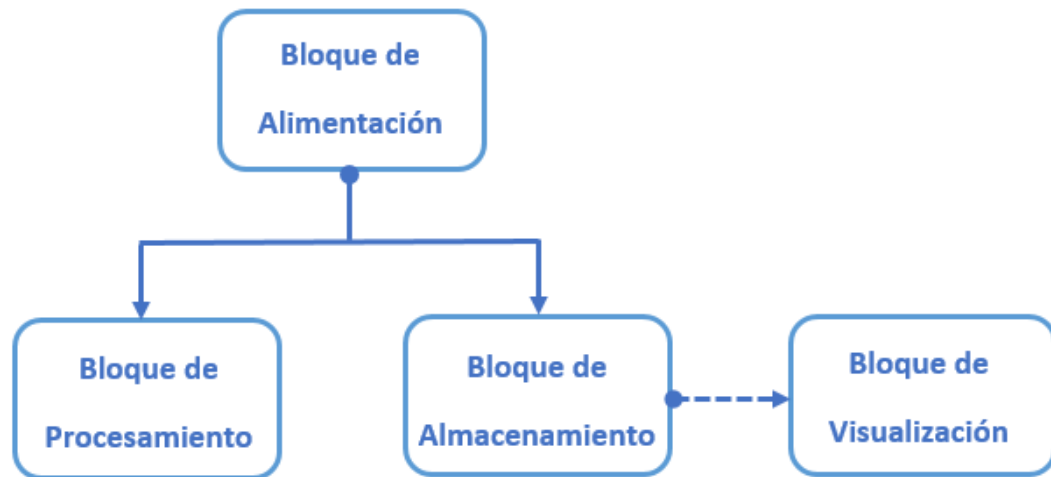 Bloque de
Alimentación
Bloque de
Procesamiento
Bloque de
Almacenamiento
Bloque de
Visualización